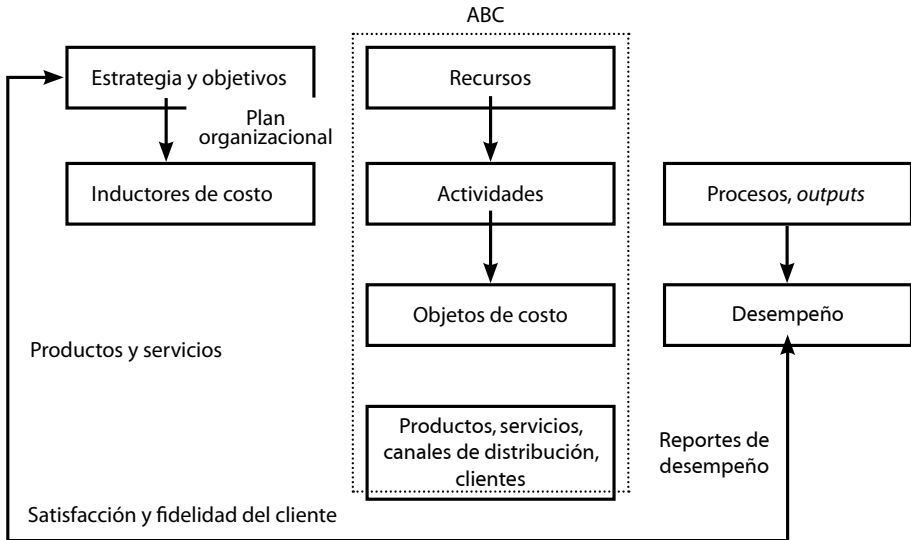 ABC
Estrategia y objetivos
Plan
organizacional
Inductores de costo
Recursos
Actividades
Objetos de costo
Productos, servicios,
canales de distribución,
clientes
Procesos, outputs
Desempeño
Productos y servicios
Reportes de
desempeño
Satisfacción y fidelidad del cliente